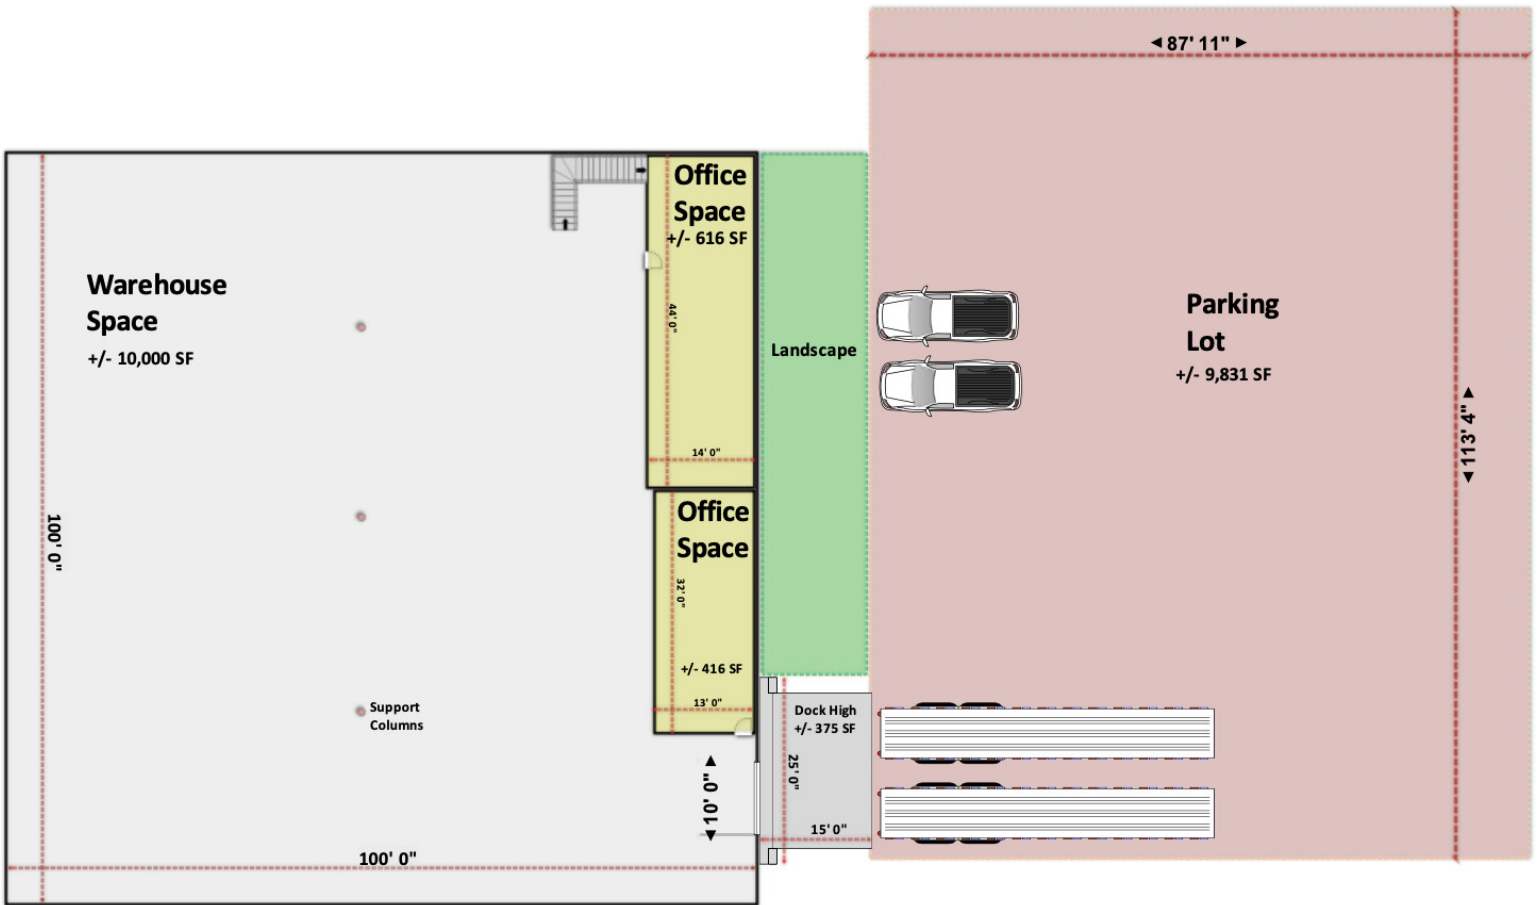 ◄ 87' 11" ►
Office
Space
+/- 616 SF
Warehouse
Space
+/- 10,000 SF
44' 0"
Parking
Lot
+/- 9,831 SF
Landscape
◄ 113' 4" ►
14' 0"
Office
Space
100' 0"
32' 0"
+/- 416 SF
13' 0"
Support
Columns
Dock High
+/- 375 SF
25' 0"
◄ 10' 0" ►
15' 0"
100' 0"